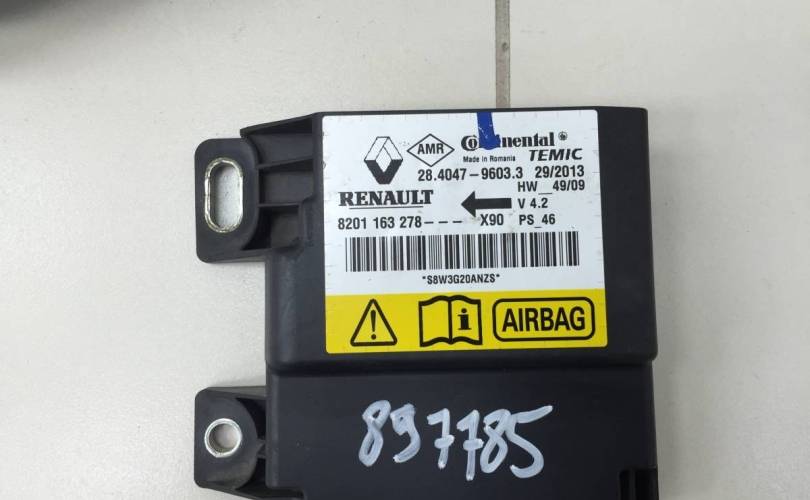 AMR Continental
Made in Romania TEMIC
28.4047-9603.3 29/2013
HW__49/09
RENAULT V 4.2
8201 163 278--- X90 PS_46
*S8W3G20ANZS*
i AIRBAG
897785